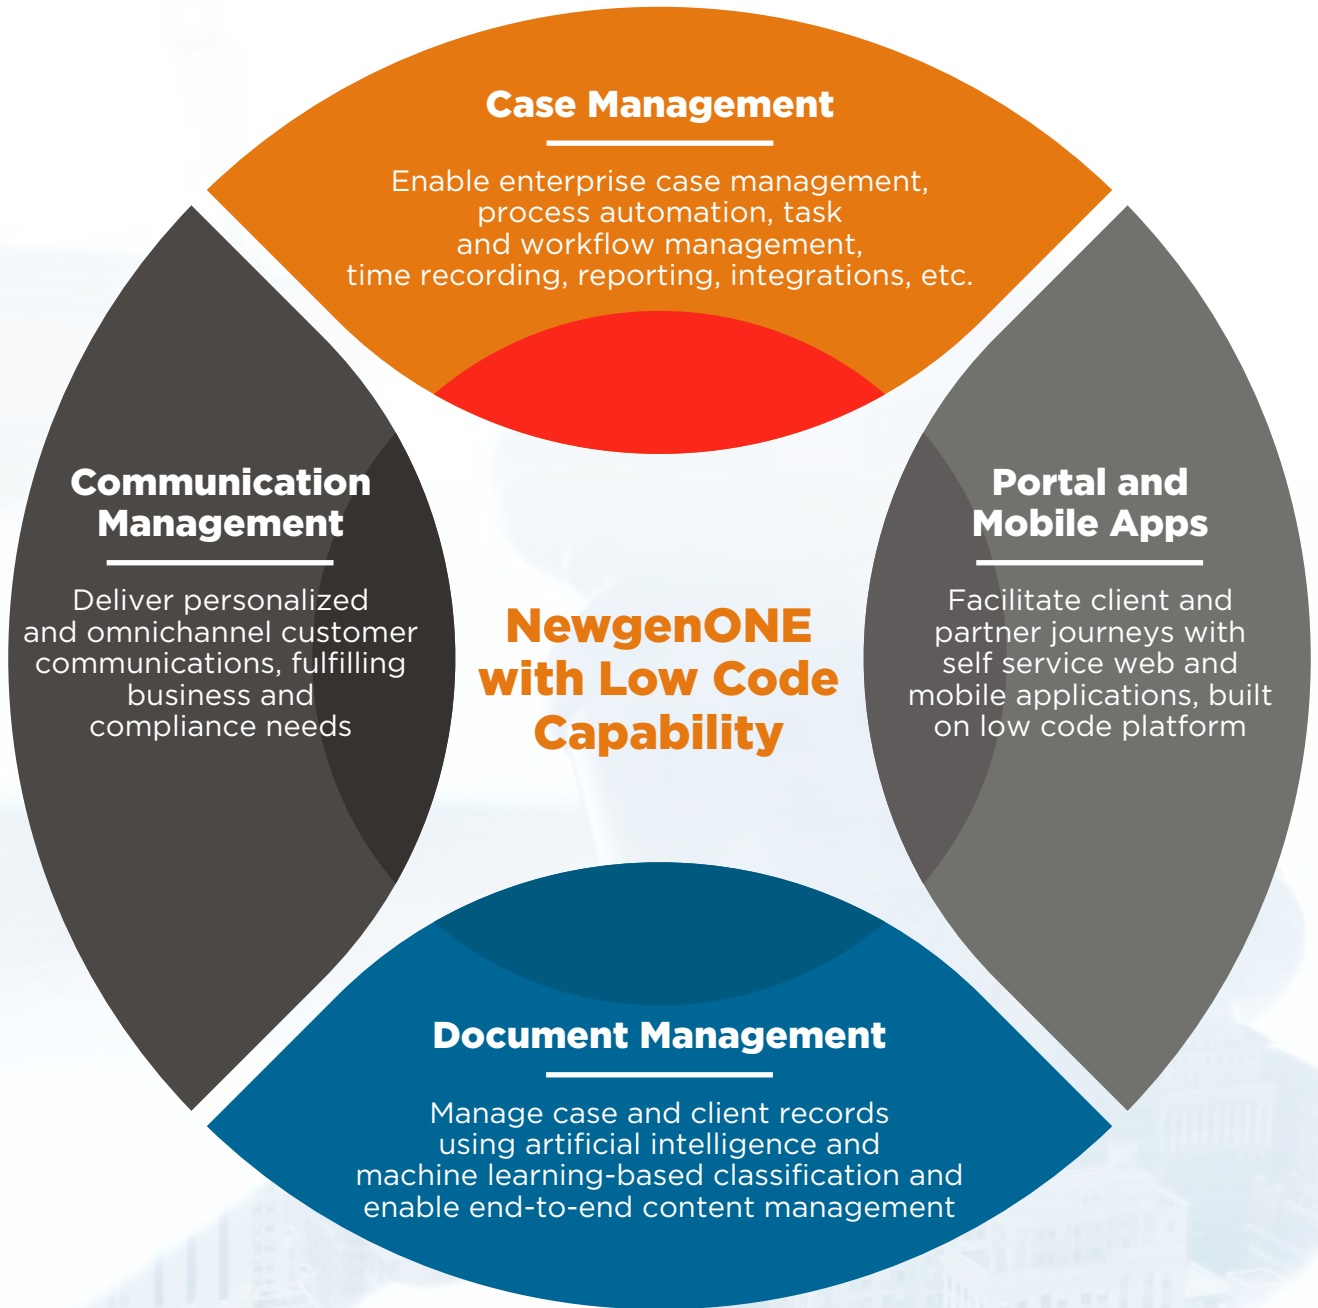 Case Management
Enable enterprise case management,
process automation, task
and workflow management,
time recording, reporting, integrations, etc.
Communication
Management
Deliver personalized
and omnichannel customer
communications, fulfilling
business and
compliance needs
NewgenONE
with Low Code
Capability
Portal and
Mobile Apps
Facilitate client and
partner journeys with
self service web and
mobile applications, built
on low code platform
Document Management
Manage case and client records
using artificial intelligence and
machine learning-based classification and
enable end-to-end content management